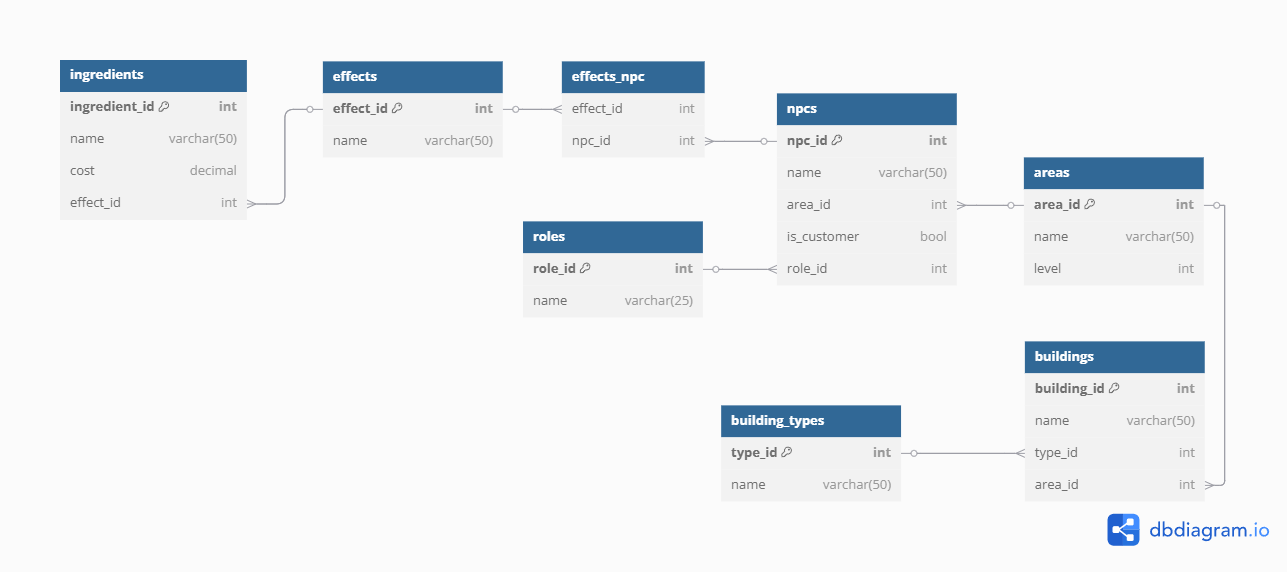 ingredients
ingredient_id int
name varchar(50)
cost decimal
effect_id int
effects
effect_id int
name varchar(50)
effects_npc
effect_id int
npc_id int
npcs
npc_id int
name varchar(50)
area_id int
is_customer bool
role_id int
areas
area_id int
name varchar(50)
level int
roles
role_id int
name varchar(25)
buildings
building_id int
name varchar(50)
type_id int
area_id int
building_types
type_id int
name varchar(50)
dbdiagram.io